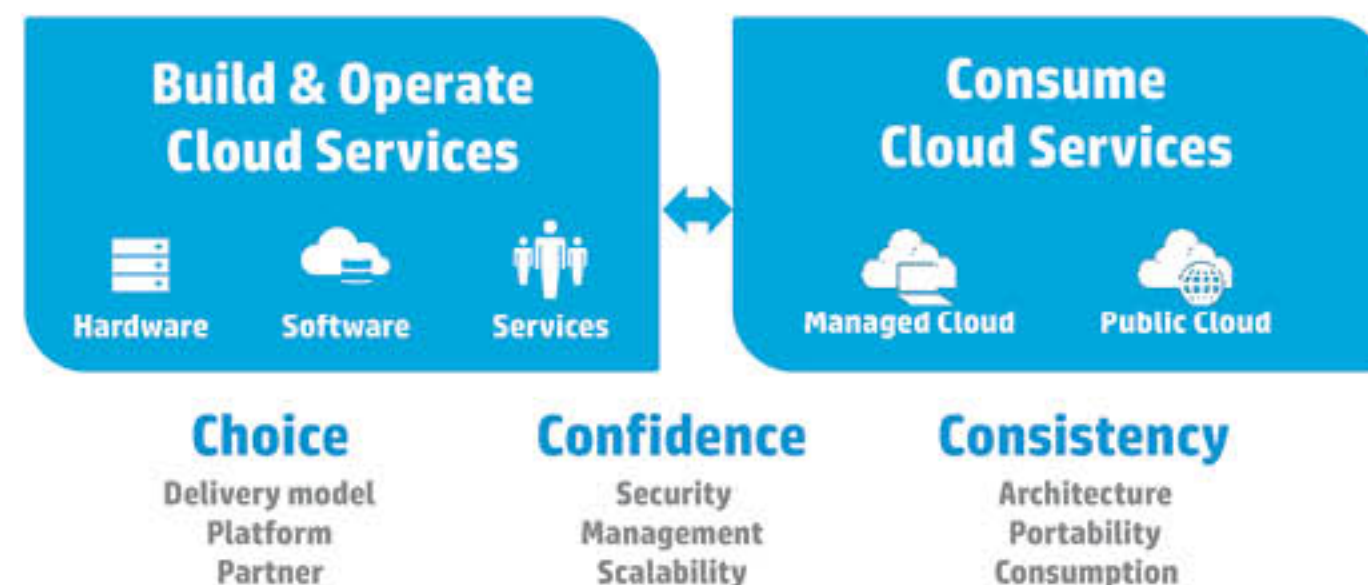 Build & Operate
Cloud Services
Hardware
Software
Services
Consume
Cloud Services
Managed Cloud
Public Cloud
Choice
Delivery model
Platform
Partner
Confidence
Security
Management
Scalability
Consistency
Architecture
Portability
Consumption